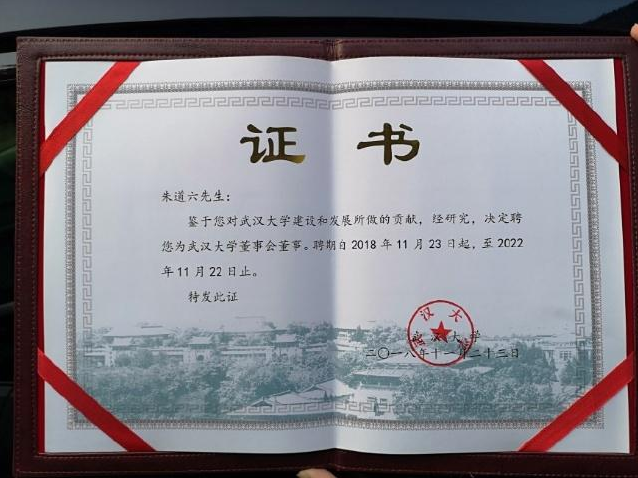 证 书
朱道六先生：
鉴于您对武汉大学建设和发展所做的贡献，经研究，决定聘
您为武汉大学董事会董事。聘期自2018年11月23日起，至2022
年11月22日止。
特发此证
武汉大学
二〇一八年十一月二十三日